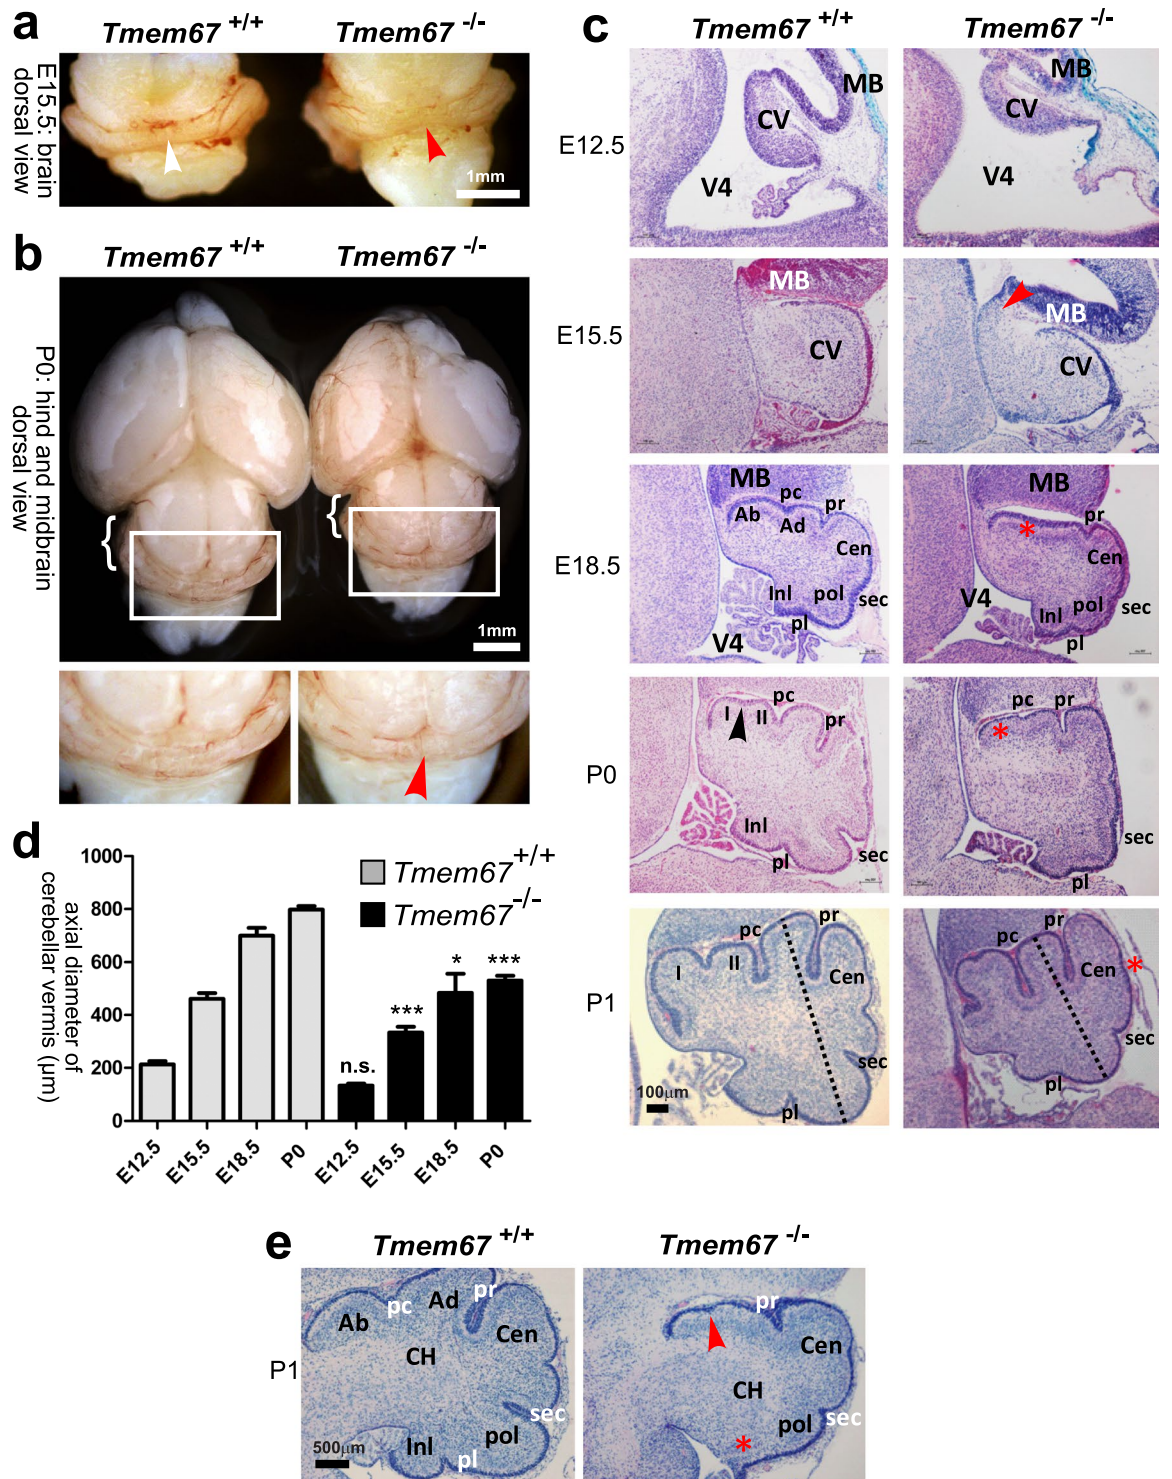 a
Tmem67 +/+
Tmem67 -/-
E15.5: brain
dorsal view
1mm
b
Tmem67 +/+
Tmem67 -/-
P0: hind and midbrain
dorsal view
{
{
1mm
c
Tmem67 +/+
Tmem67 -/-
E12.5
MB
CV
V4
MB
CV
V4
E15.5
MB
CV
MB
CV
E18.5
MB
pc
pr
Ab
Ad
Cen
Inl
pol
sec
pl
V4
MB
pr
*
Cen
V4
Inl
pol
sec
pl
P0
I
II
pc
pr
Inl
pl
sec
pc
pr
*
sec
pl
P1
pc
pr
I
II
Cen
sec
pl
100µm
pr
pc
Cen
*
sec
pl
d
axial diameter of
cerebellar vermis (µm)
1000
800
600
400
200
0
Tmem67+/+
Tmem67-/-
n.s.
***
*
***
E12.5
E15.5
E18.5
P0
E12.5
E15.5
E18.5
P0
e
Tmem67 +/+
Tmem67 -/-
P1
Ab
pc
Ad
pr
Cen
CH
sec
pol
Inl
pl
500µm
pr
Cen
CH
sec
pol
*